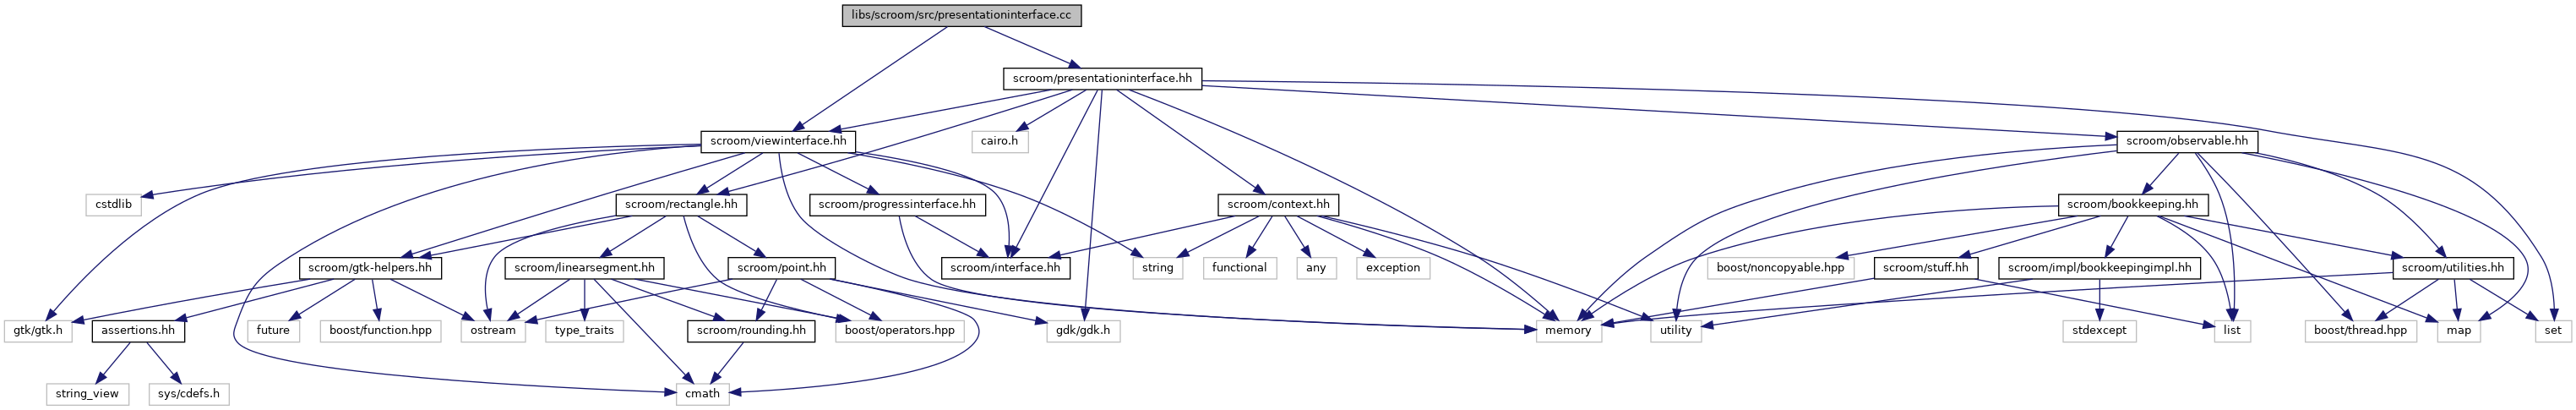 libs/scroom/src/presentationinterface.cc
scroom/presentationinterface.hh
scroom/viewinterface.hh
cairo.h
scroom/observable.hh
cstdlib
scroom/rectangle.hh
scroom/progressinterface.hh
scroom/context.hh
scroom/bookkeeping.hh
scroom/gtk-helpers.hh
scroom/linearsegment.hh
scroom/point.hh
scroom/interface.hh
string
functional
any
exception
boost/noncopyable.hpp
scroom/stuff.hh
scroom/impl/bookkeepingimpl.hh
scroom/utilities.hh
gtk/gtk.h
assertions.hh
future
boost/function.hpp
ostream
type_traits
scroom/rounding.hh
boost/operators.hpp
gdk/gdk.h
memory
utility
stdexcept
list
boost/thread.hpp
map
set
string_view
sys/cdefs.h
cmath